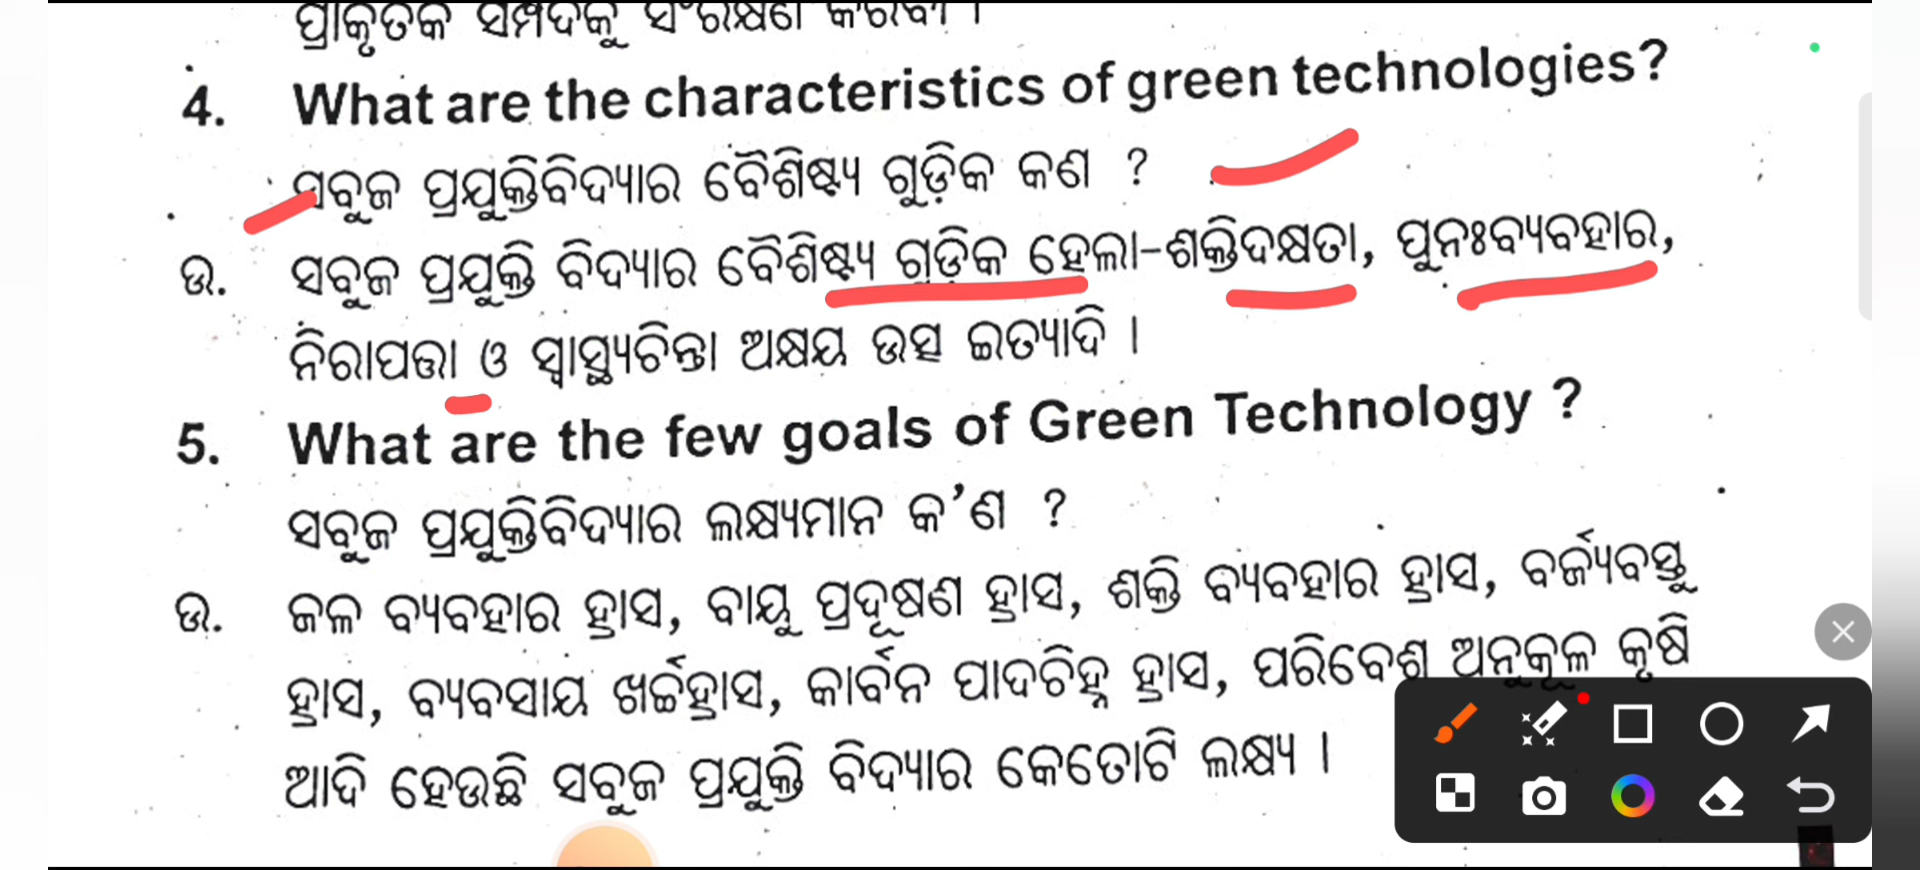 ପ୍ରାକୃତିକ ସମ୍ପଦକୁ ସଂରକ୍ଷଣ କରିବା ।
4. What are the characteristics of green technologies?
ସବୁଜ ପ୍ରଯୁକ୍ତିବିଦ୍ୟାର ବୈଶିଷ୍ଟ୍ୟ ଗୁଡ଼ିକ କଣ ?
ଉ. ସବୁଜ ପ୍ରଯୁକ୍ତି ବିଦ୍ୟାର ବୈଶିଷ୍ଟ୍ୟ ଗୁଡ଼ିକ ହେଲା-ଶକ୍ତିଦକ୍ଷତା, ପୁନଃବ୍ୟବହାର,
ନିରାପତ୍ତା ଓ ସ୍ୱାସ୍ଥ୍ୟଚିନ୍ତା ଅକ୍ଷୟ ଉତ୍ସ ଇତ୍ୟାଦି ।
5. What are the few goals of Green Technology ?
ସବୁଜ ପ୍ରଯୁକ୍ତିବିଦ୍ୟାର ଲକ୍ଷ୍ୟମାନ କ’ଣ ?
ଉ. ଜଳ ବ୍ୟବହାର ହ୍ରାସ, ବାୟୁ ପ୍ରଦୂଷଣ ହ୍ରାସ, ଶକ୍ତି ବ୍ୟବହାର ହ୍ରାସ, ବର୍ଜ୍ୟବସ୍ତୁ
ହ୍ରାସ, ବ୍ୟବସାୟ ଖର୍ଚ୍ଚହ୍ରାସ, କାର୍ବନ ପାଦଚିହ୍ନ ହ୍ରାସ, ପରିବେଶ ଅନୁକୂଳ କୃଷି
ଆଦି ହେଉଛି ସବୁଜ ପ୍ରଯୁକ୍ତି ବିଦ୍ୟାର କେତୋଟି ଲକ୍ଷ୍ୟ ।